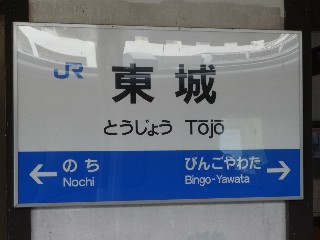 JR
東城
とうじょう Tōjō
← のち びんごやわた →
Nochi Bingo-Yawata